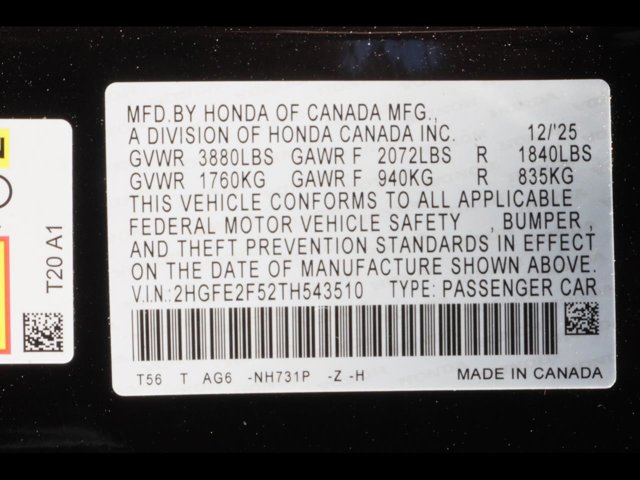 MFD.BY HONDA OF CANADA MFG.,
A DIVISION OF HONDA CANADA INC. 12/'25
GVWR 3880LBS GAWR F 2072LBS R 1840LBS
GVWR 1760KG GAWR F 940KG R 835KG
THIS VEHICLE CONFORMS TO ALL APPLICABLE
FEDERAL MOTOR VEHICLE SAFETY , BUMPER ,
AND THEFT PREVENTION STANDARDS IN EFFECT
ON THE DATE OF MANUFACTURE SHOWN ABOVE.
V.I.N.:2HGFE2F52TH543510 TYPE: PASSENGER CAR
T56 T AG6 -NH731P -Z -H MADE IN CANADA
T20 A1